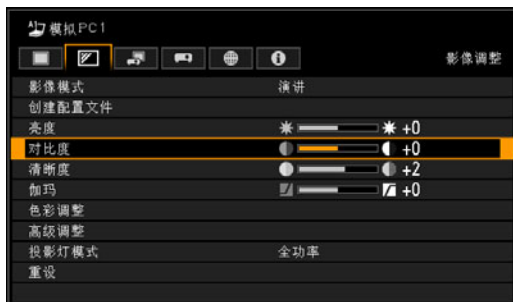 模拟PC1
影像调整
影像模式 演讲
创建配置文件
亮度 +0
对比度 +0
清晰度 +2
伽玛 +0
色彩调整
高级调整
投影灯模式 全功率
重设